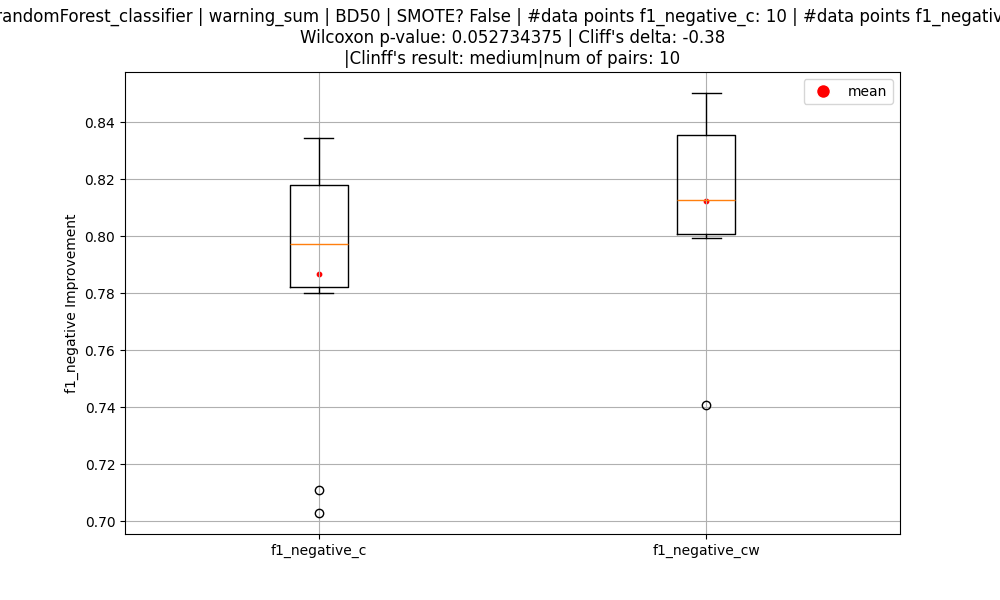 randomForest_classifier | warning_sum | BD50 | SMOTE? False | #data points f1_negative_c: 10 | #data points f1_negativ
Wilcoxon p-value: 0.052734375 | Cliff's delta: -0.38
|Clinff's result: medium|num of pairs: 10
mean
0.84
0.82
0.80
0.78
0.76
0.74
0.72
0.70
f1_negative Improvement
f1_negative_c
f1_negative_cw